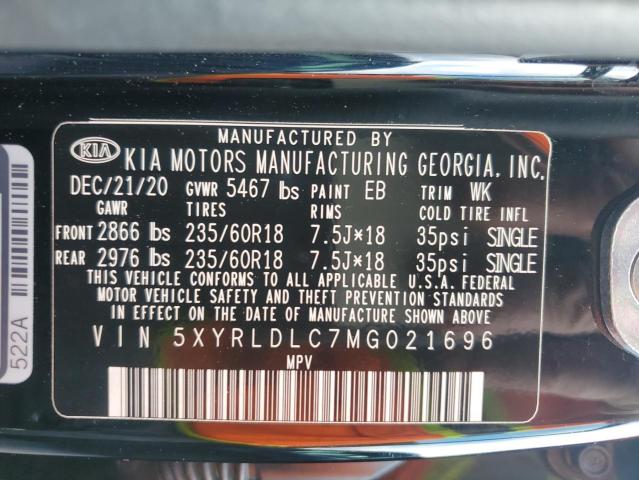 MANUFACTURED BY
KIA KIA MOTORS MANUFACTURING GEORGIA, INC.
DEC/21/20 GVWR 5467 lbs PAINT EB TRIM WK
GAWR TIRES RIMS COLD TIRE INFL
FRONT 2866 lbs 235/60R18 7.5J*18 35psi SINGLE
REAR 2976 lbs 235/60R18 7.5J*18 35psi SINGLE
THIS VEHICLE CONFORMS TO ALL APPLICABLE U.S.A. FEDERAL
MOTOR VEHICLE SAFETY AND THEFT PREVENTION STANDARDS
IN EFFECT ON THE DATE OF MANUFACTURE SHOWN ABOVE
VIN 5XYRLDLC7MG021696
MPV
522A